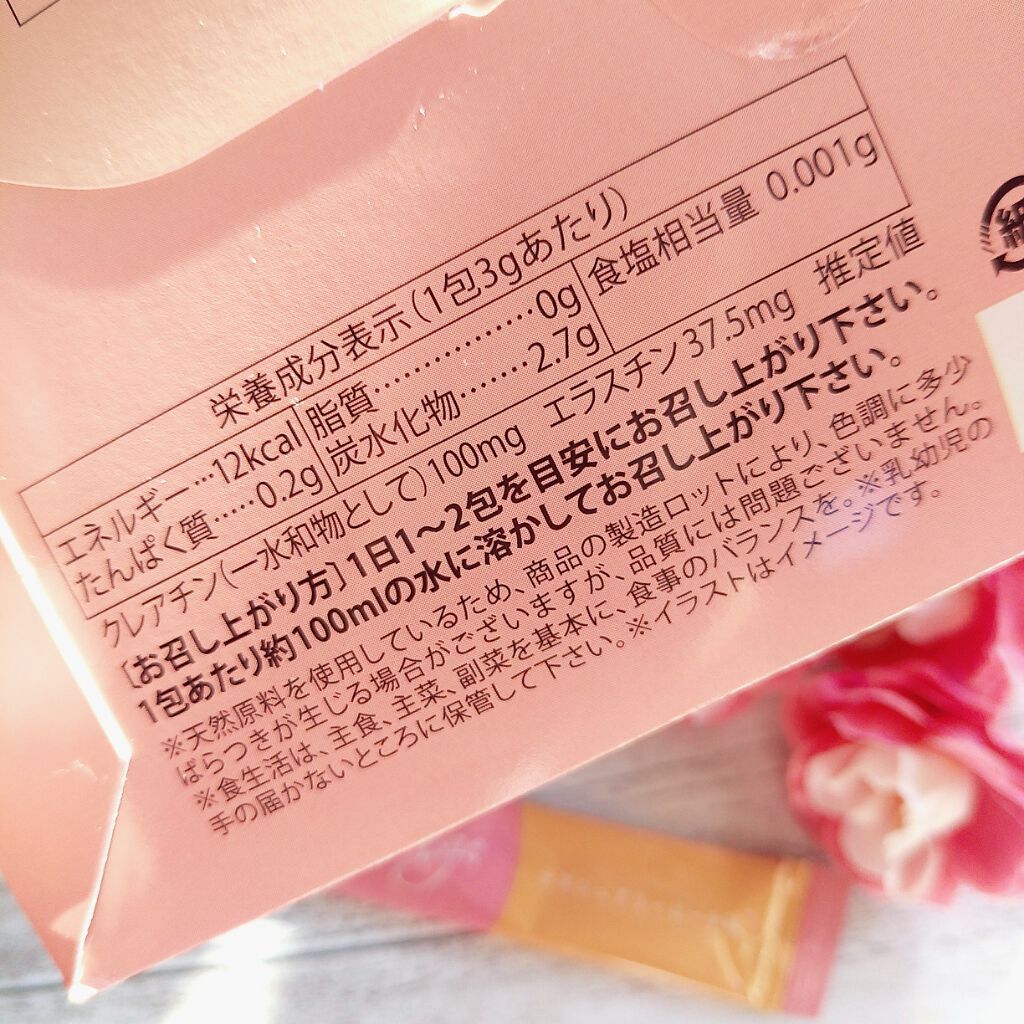 栄養成分表示(1包3gあたり)
エネルギー…12kcal 脂質……………0g 食塩相当量 0.001g
たんぱく質……0.2g 炭水化物……2.7g
クレアチン(一水和物として)100mg エラスチン37.5mg 推定値
[お召し上がり方]1日1〜2包を目安にお召し上がり下さい。
1包あたり約100mlの水に溶かしてお召し上がり下さい。
※天然原料を使用しているため、商品の製造ロットにより、色調に多少
ばらつきが生じる場合がございますが、品質には問題ございません。
※食生活は、主食、主菜、副菜を基本に、食事のバランスを。※乳幼児の
手の届かないところに保管して下さい。※イラストはイメージです。
紙